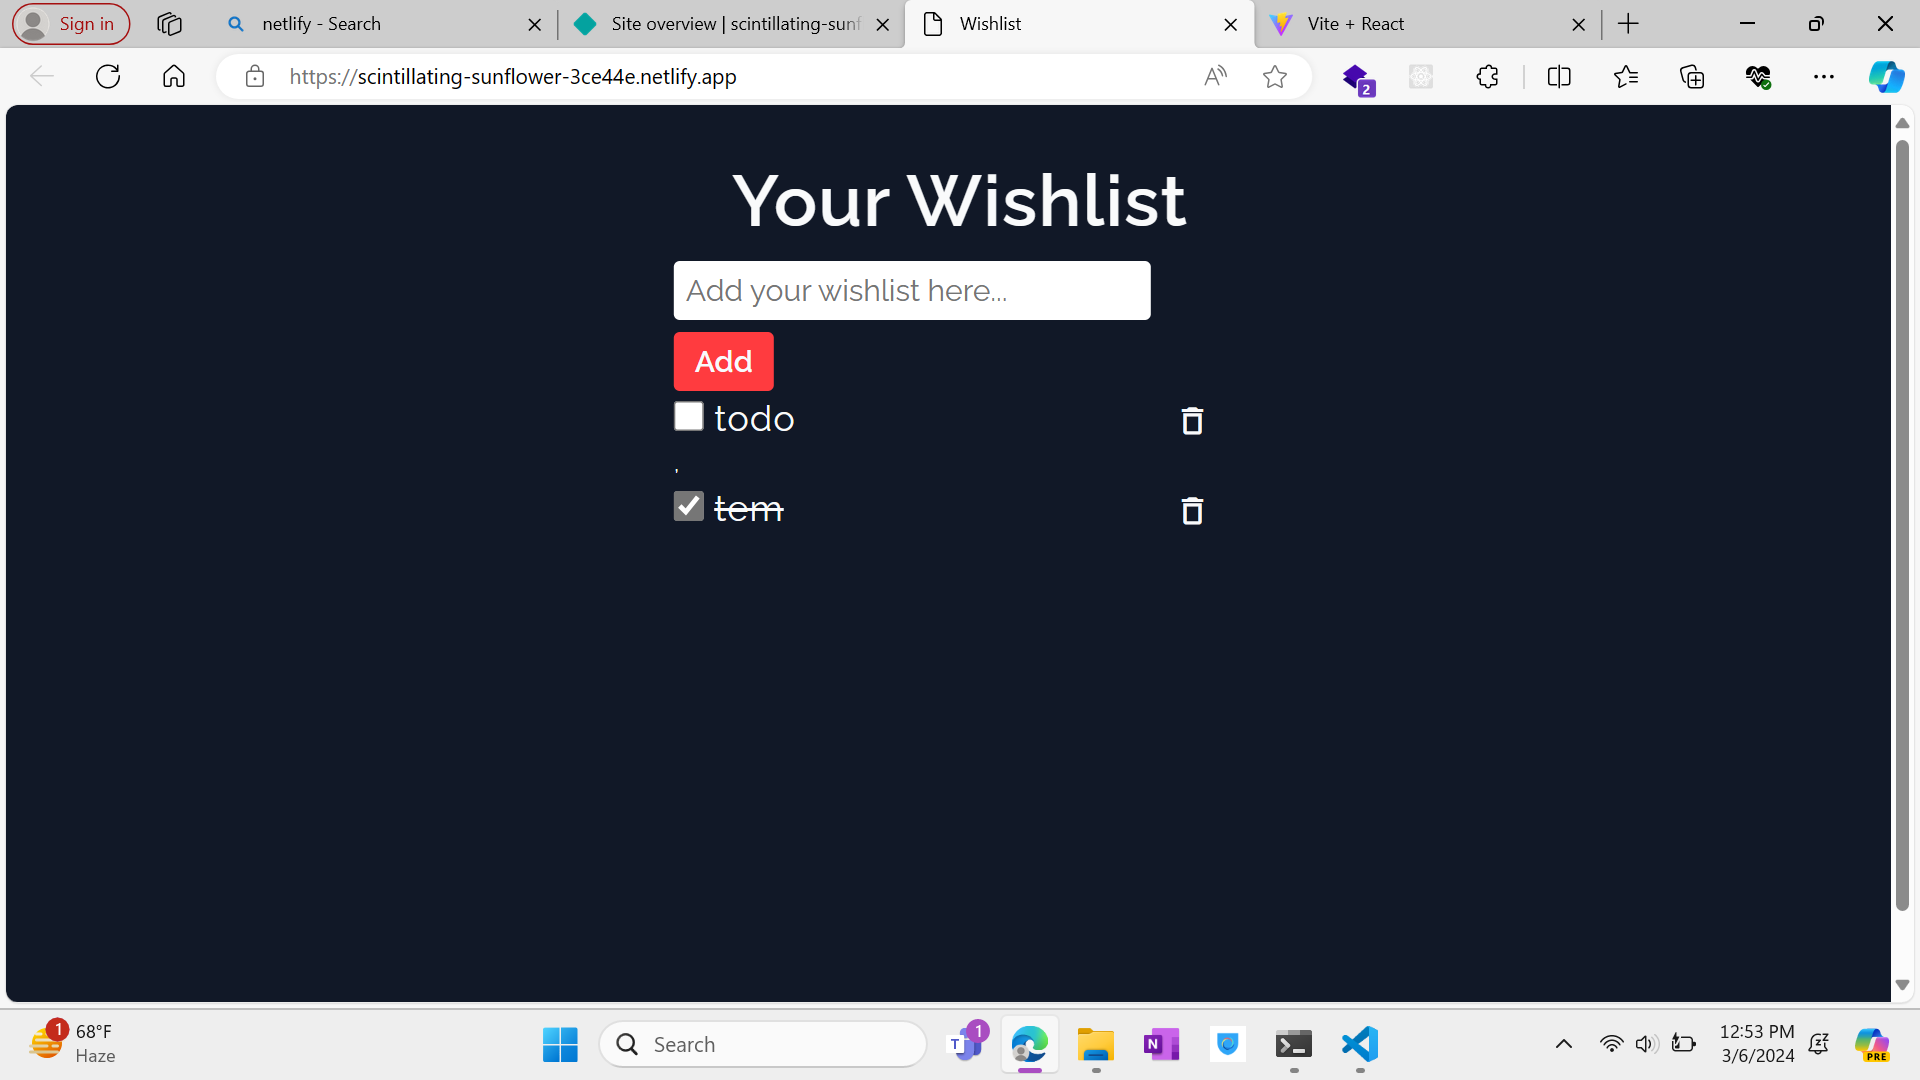 Sign in
netlify - Search
Site overview | scintillating-sunf
Wishlist
Vite + React
https://scintillating-sunflower-3ce44e.netlify.app
2
Your Wishlist
Add your wishlist here...
Add
todo
,
tem
1
68°F
Haze
Search
T
1
N
12:53 PM
3/6/2024
PRE